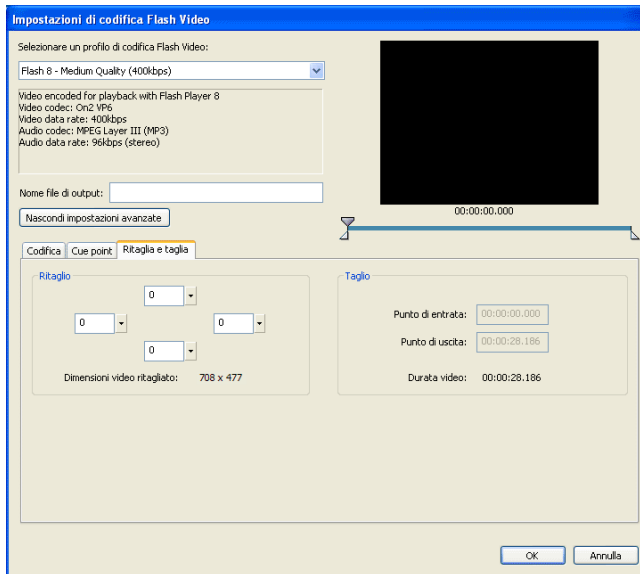 Impostazioni di codifica Flash Video
Selezionare un profilo di codifica Flash Video:
Flash 8 - Medium Quality (400kbps)
Video encoded for playback with Flash Player 8
Video codec: On2 VP6
Video data rate: 400kbps
Audio codec: MPEG Layer III (MP3)
Audio data rate: 96kbps (stereo)
Nome file di output:
00:00:00.000
Nascondi impostazioni avanzate
Codifica Cue point Ritaglia e taglia
Ritaglio
0
0 0
0
Dimensioni video ritagliato: 708 x 477
Taglio
Punto di entrata: 00:00:00.000
Punto di uscita: 00:00:28.186
Durata video: 00:00:28.186
OK Annulla